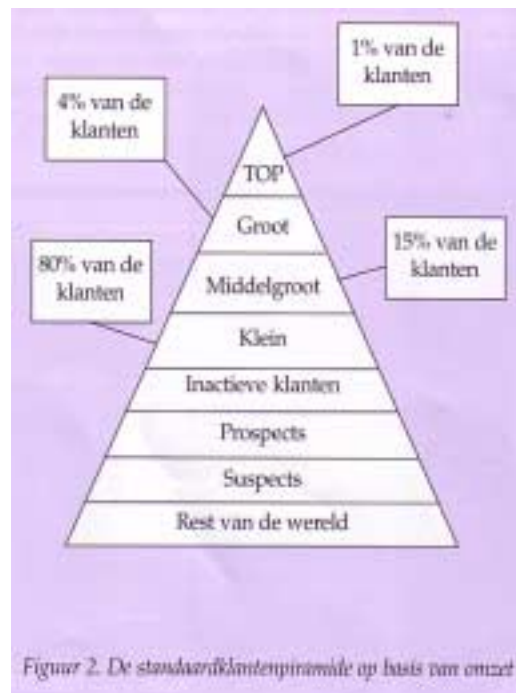 1% van de
klanten
4% van de
klanten
TOP
Groot
15% van de
klanten
80% van de
klanten
Middelgroot
Klein
Inactieve klanten
Prospects
Suspects
Rest van de wereld
Figuur 2. De standaardklantenpiramide op basis van omzet